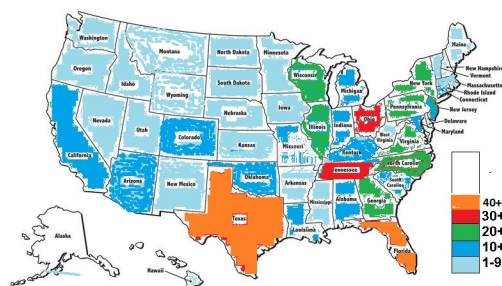 Washington
Montana
North Dakota
Minnesota
Maine
Oregon
Idaho
Wyoming
South Dakota
Wisconsin
Michigan
New York
New Hampshire
Vermont
Massachusetts
Rhode Island
Connecticut
New Jersey
Delaware
Maryland
Nevada
Utah
Colorado
Nebraska
Iowa
Illinois
Indiana
Ohio
Pennsylvania
West
Virginia
Virginia
California
Arizona
New Mexico
Kansas
Missouri
Kentucky
Tennessee
North Carolina
South
Carolina
Oklahoma
Arkansas
Mississippi
Alabama
Georgia
Texas
Louisiana
Florida
Alaska
Hawaii
40+
30+
20+
10+
1-9